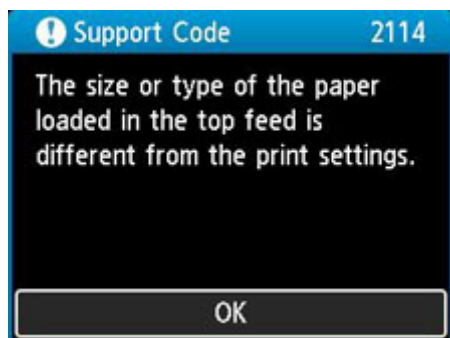 Support Code 2114
The size or type of the paper
loaded in the top feed is
different from the print settings.
OK